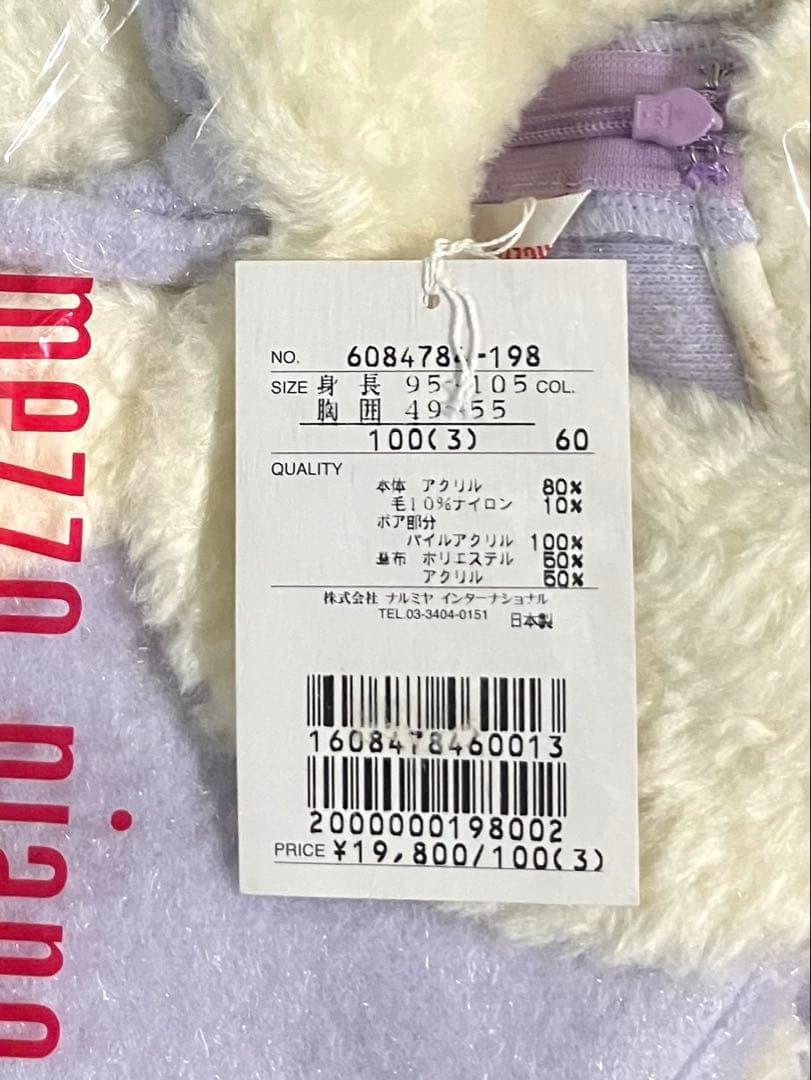 mezzo piano
NO. 6084784-198
SIZE 身長 95-105 COL.
胸囲 49-55
100(3) 60
QUALITY
本体 アクリル 80%
毛10%ナイロン 10%
ボア部分
パイルアクリル 100%
基布 ポリエステル 50%
アクリル 50%
株式会社 ナルミヤ インターナショナル
TEL.03-3404-0151 日本製
1608478460013
2000000198002
PRICE ¥19,800/100(3)